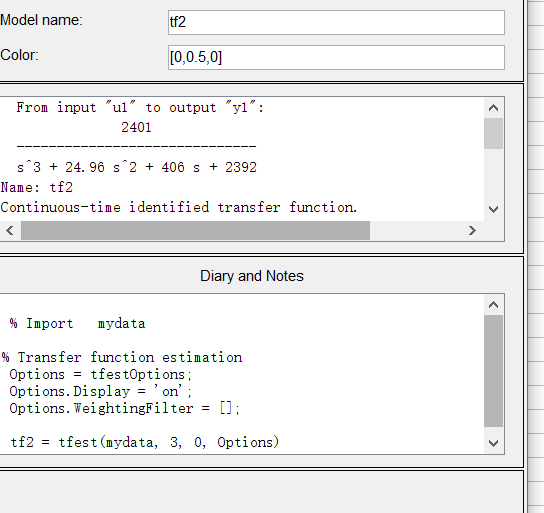 Model name:
tf2
Color:
[0,0.5,0]
From input "u1" to output "y1":
2401
------------------------------
s^3 + 24.96 s^2 + 406 s + 2392
Name: tf2
Continuous-time identified transfer function.
Diary and Notes
% Import   mydata
% Transfer function estimation
Options = tfestOptions;
Options.Display = 'on';
Options.WeightingFilter = [];
tf2 = tfest(mydata, 3, 0, Options)